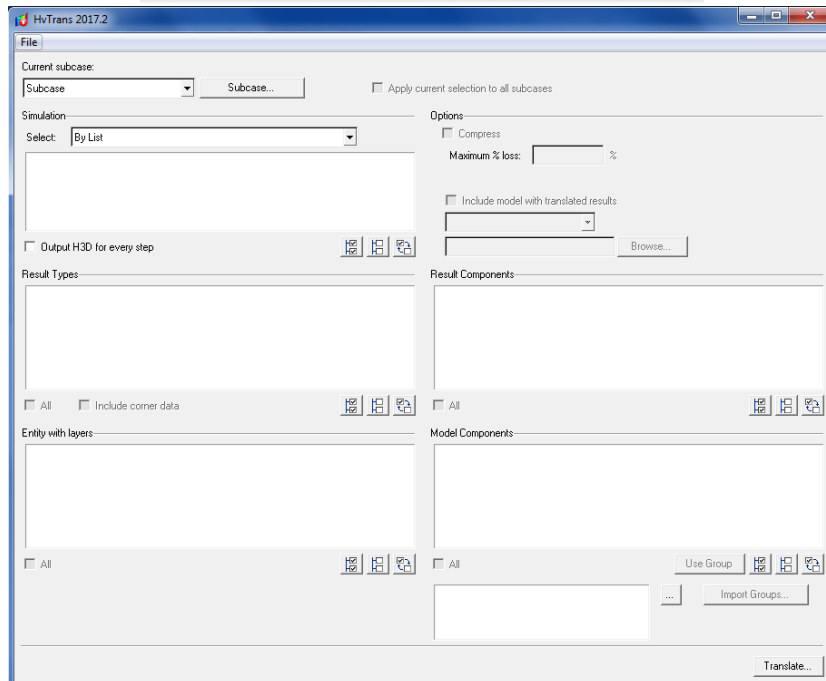 HvTrans 2017.2
File
Current subcase:
Subcase
Subcase...
Apply current selection to all subcases
Simulation
Select:
By List
Output H3D for every step
Options
Compress
Maximum % loss:
%
Include model with translated results
Browse...
Result Types
All
Include corner data
Result Components
All
Entity with layers
All
Model Components
All
Use Group
...
Import Groups...
Translate...